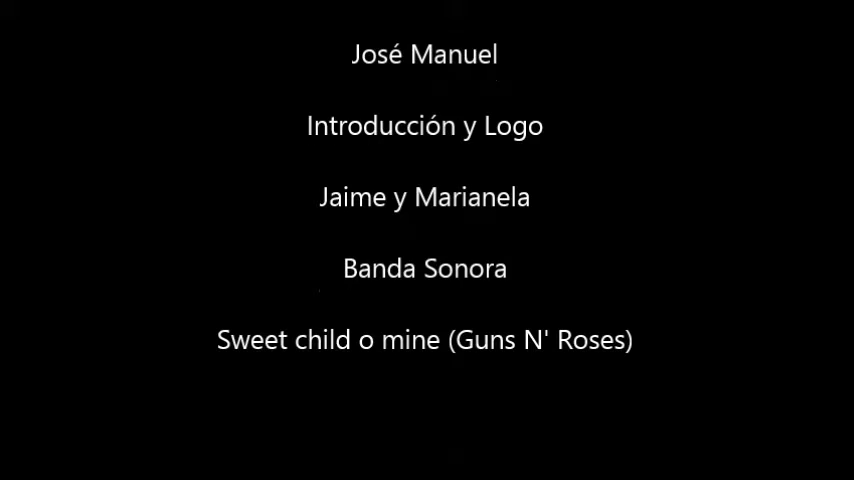 José Manuel
Introducción y Logo
Jaime y Marianela
Banda Sonora
Sweet child o mine (Guns N' Roses)